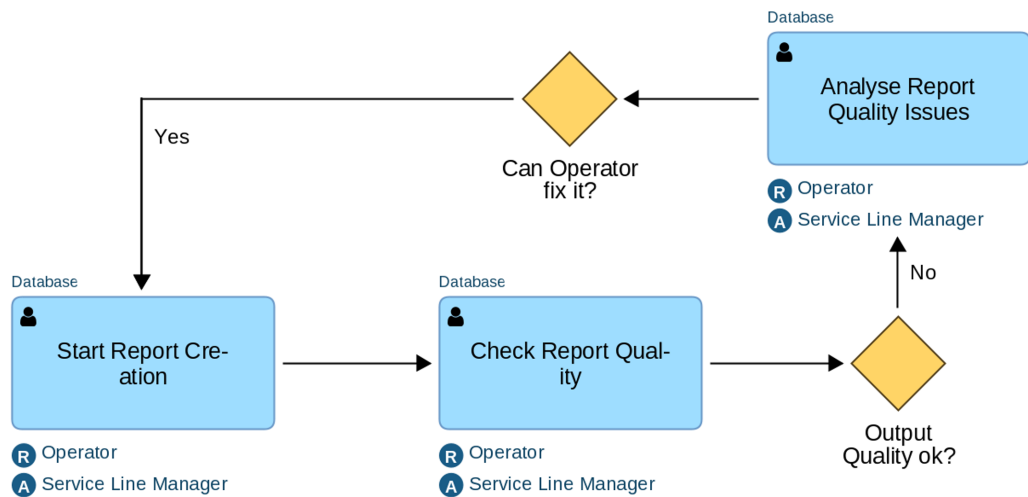 Database
Analyse Report
Quality Issues
Can Operator
fix it?
Yes
R Operator
A Service Line Manager
No
Database
Start Report Cre-
ation
R Operator
A Service Line Manager
Database
Check Report Qual-
ity
R Operator
A Service Line Manager
Output
Quality ok?